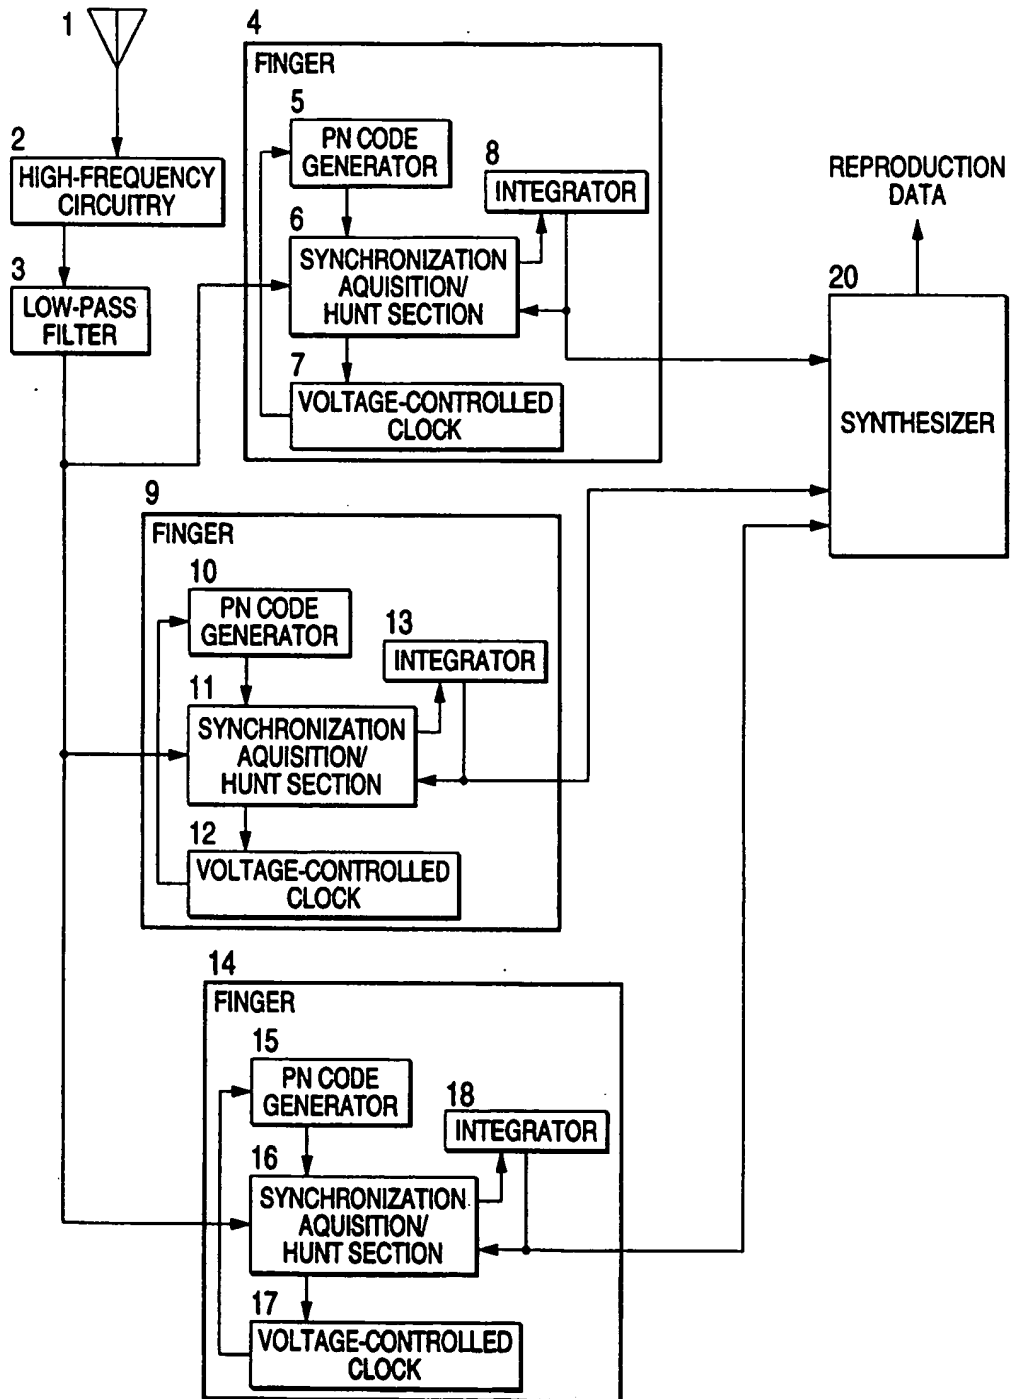 1
2
HIGH-FREQUENCY
CIRCUITRY
3
LOW-PASS
FILTER
4
FINGER
5
PN CODE
GENERATOR
6
SYNCHRONIZATION
AQUISITION/
HUNT SECTION
7
VOLTAGE-CONTROLLED
CLOCK
8
INTEGRATOR
9
FINGER
10
PN CODE
GENERATOR
11
SYNCHRONIZATION
AQUISITION/
HUNT SECTION
12
VOLTAGE-CONTROLLED
CLOCK
13
INTEGRATOR
14
FINGER
15
PN CODE
GENERATOR
16
SYNCHRONIZATION
AQUISITION/
HUNT SECTION
17
VOLTAGE-CONTROLLED
CLOCK
18
INTEGRATOR
REPRODUCTION
DATA
20
SYNTHESIZER